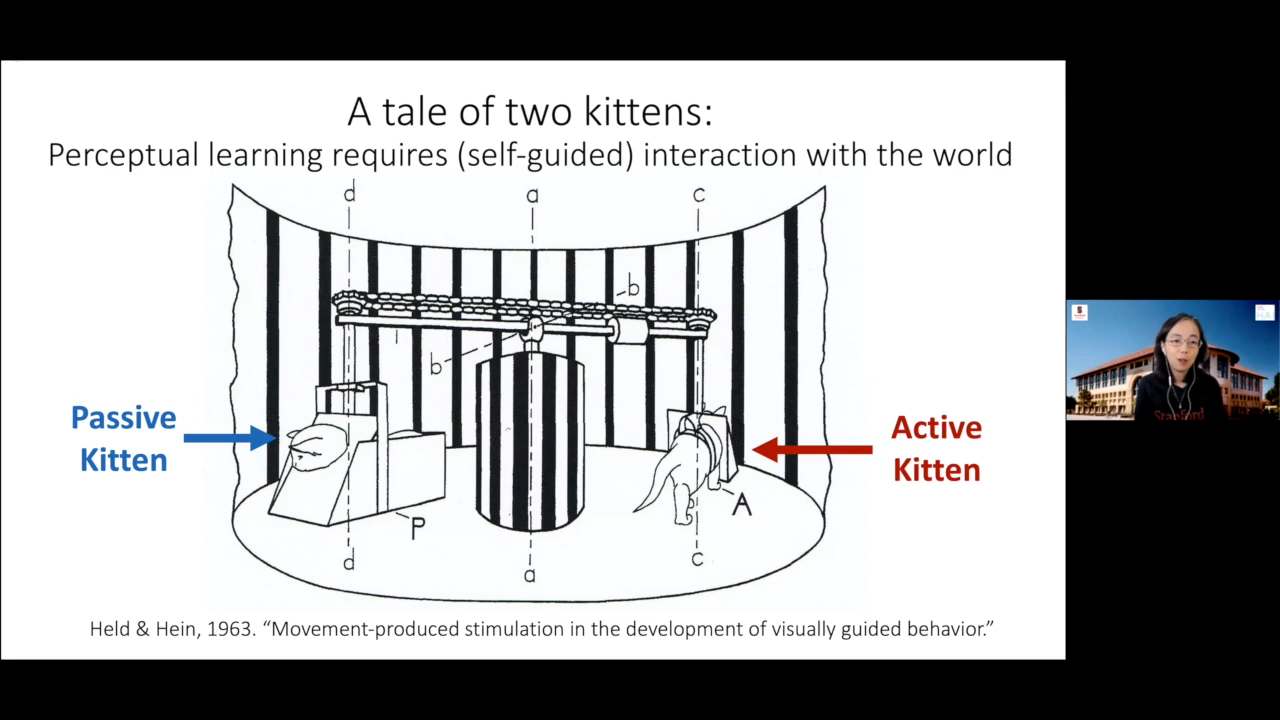 A tale of two kittens:
Perceptual learning requires (self-guided) interaction with the world
d
a
c
b
b
Passive
Kitten
Active
Kitten
A
P
d
a
c
Held & Hein, 1963. “Movement-produced stimulation in the development of visually guided behavior.”
Stanford